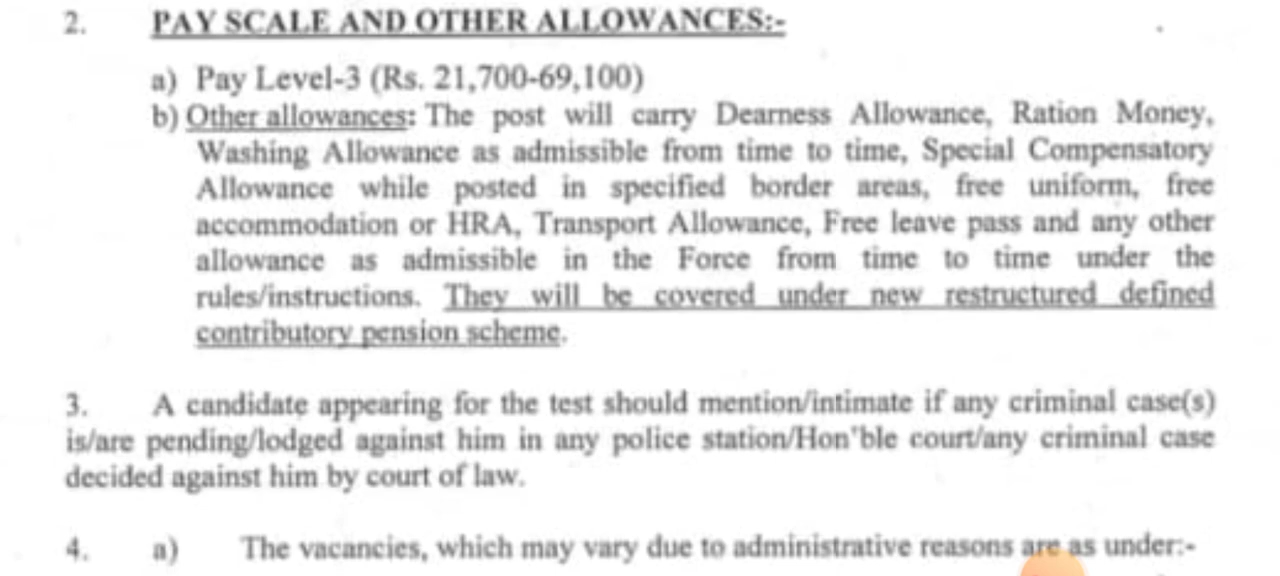 2. PAY SCALE AND OTHER ALLOWANCES:-
a) Pay Level-3 (Rs. 21,700-69,100)
b) Other allowances: The post will carry Dearness Allowance, Ration Money,
Washing Allowance as admissible from time to time, Special Compensatory
Allowance while posted in specified border areas, free uniform, free
accommodation or HRA, Transport Allowance, Free leave pass and any other
allowance as admissible in the Force from time to time under the
rules/instructions. They will be covered under new restructured defined
contributory pension scheme.
3. A candidate appearing for the test should mention/intimate if any criminal case(s)
is/are pending/lodged against him in any police station/Hon'ble court/any criminal case
decided against him by court of law.
4. a) The vacancies, which may vary due to administrative reasons are as under:-